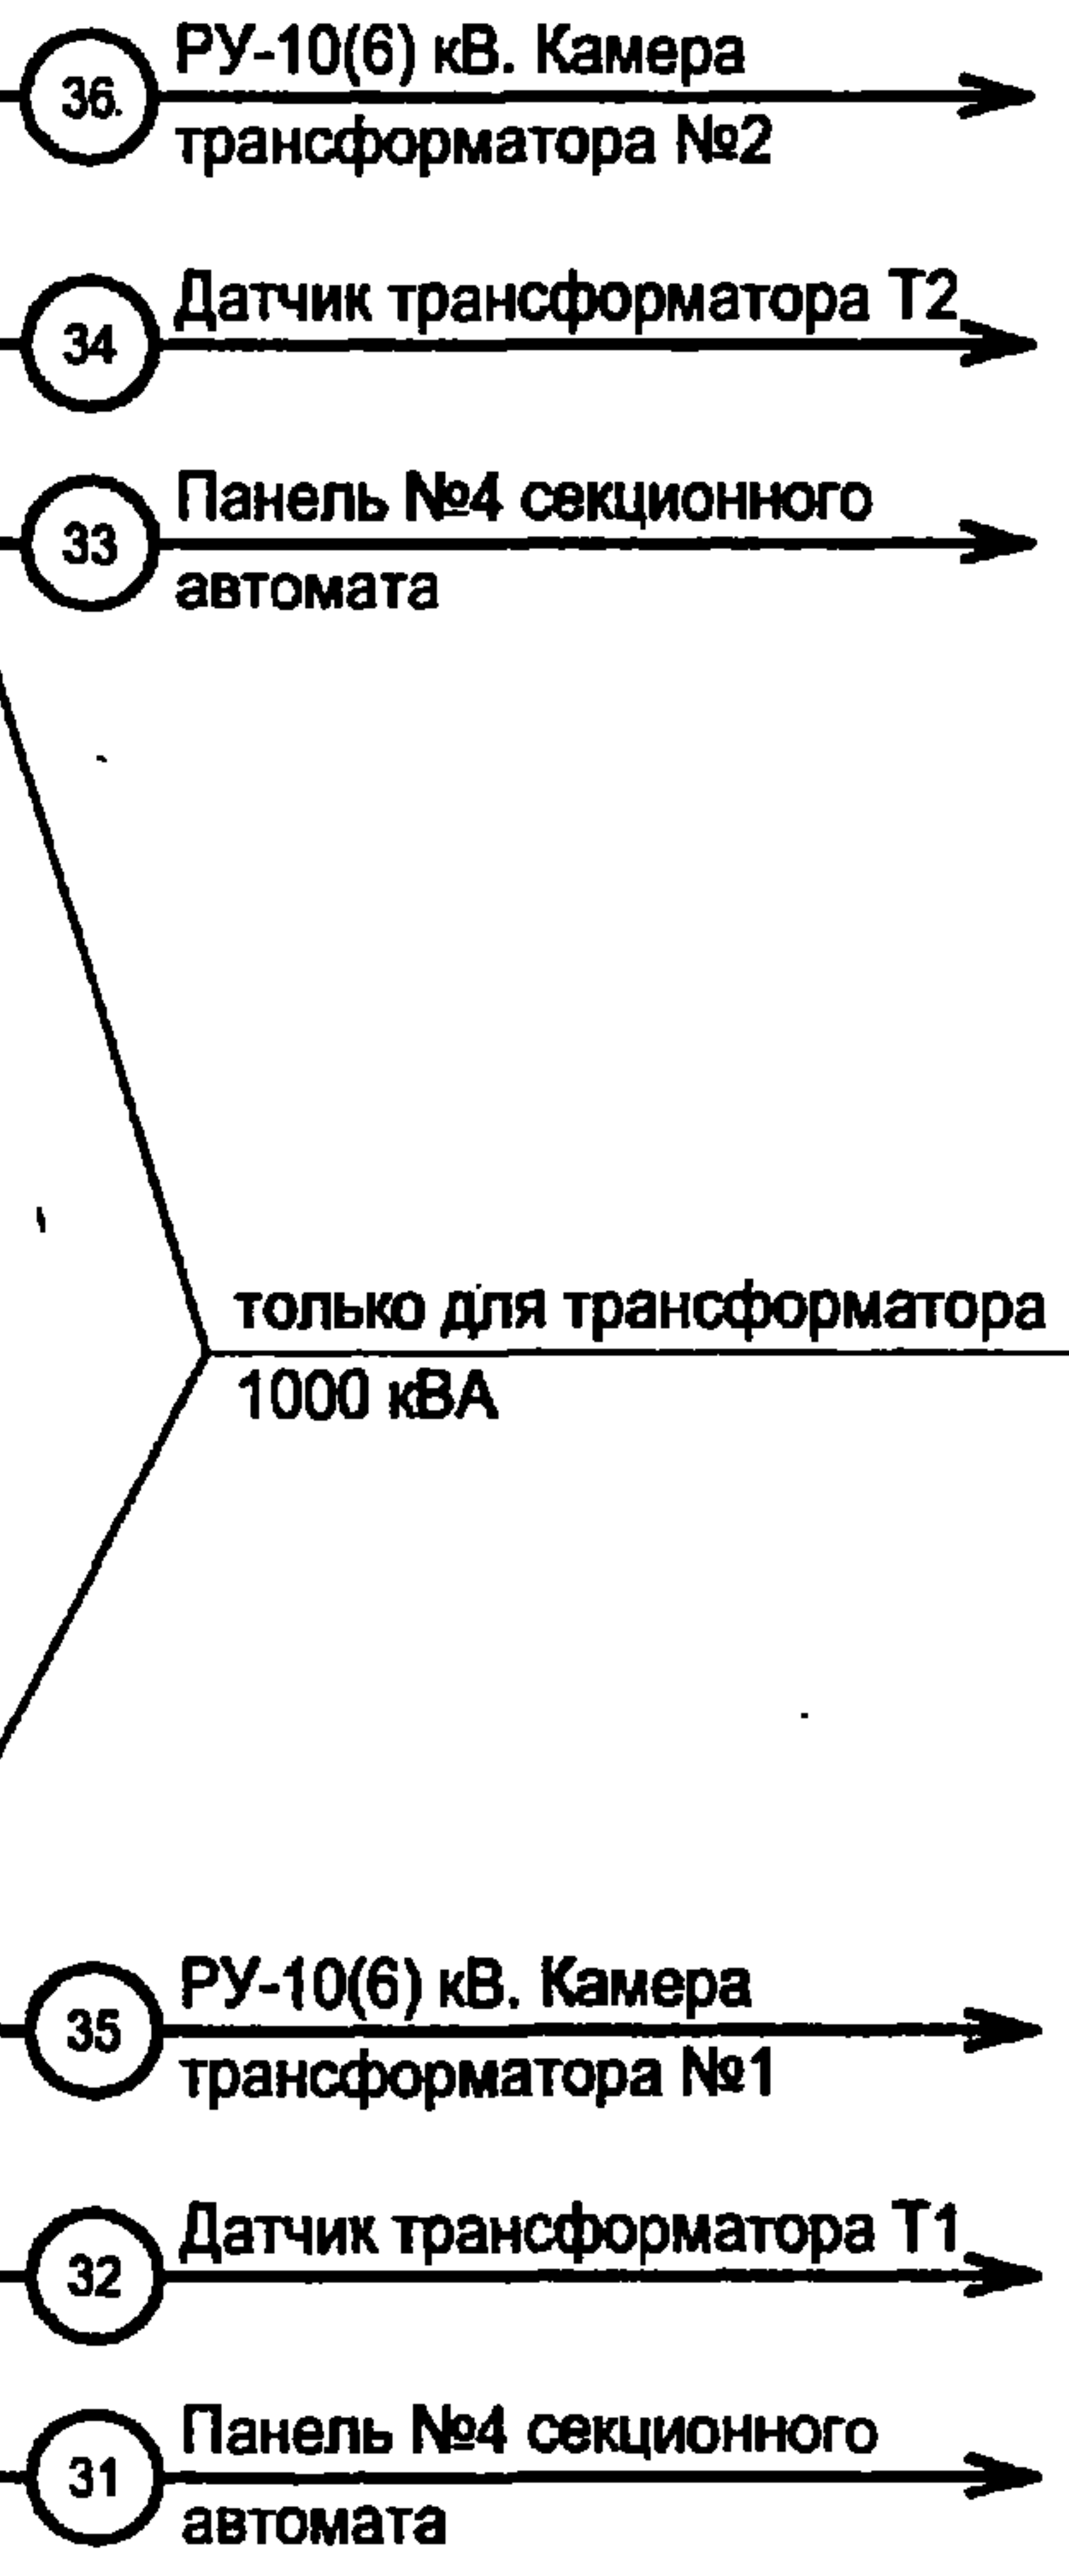 36
РУ-10(6) кВ. Камера
трансформатора №2
34
Датчик трансформатора Т2
33
Панель №4 секционного
автомата
только для трансформатора
1000 кВА
35
РУ-10(6) кВ. Камера
трансформатора №1
32
Датчик трансформатора Т1
31
Панель №4 секционного
автомата